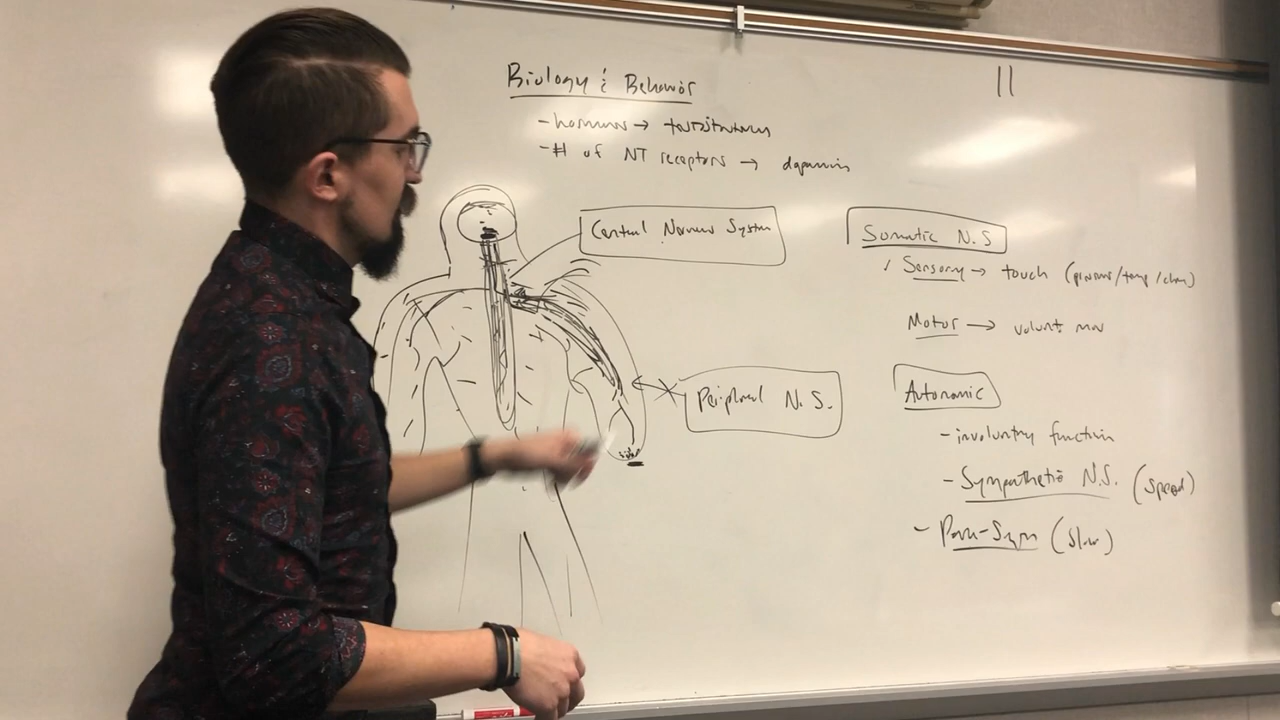 Biology & Behavior
- hormones → testosterone
- # of NT receptors → dopamine
11
Central Nervous System
Somatic N.S
Sensory → touch (pressure/temp/chem)
Motor → volunt mov
Peripheral N.S.
Autonomic
- involuntary function
- Sympathetic N.S. (speed)
- Para-Sym (slow)